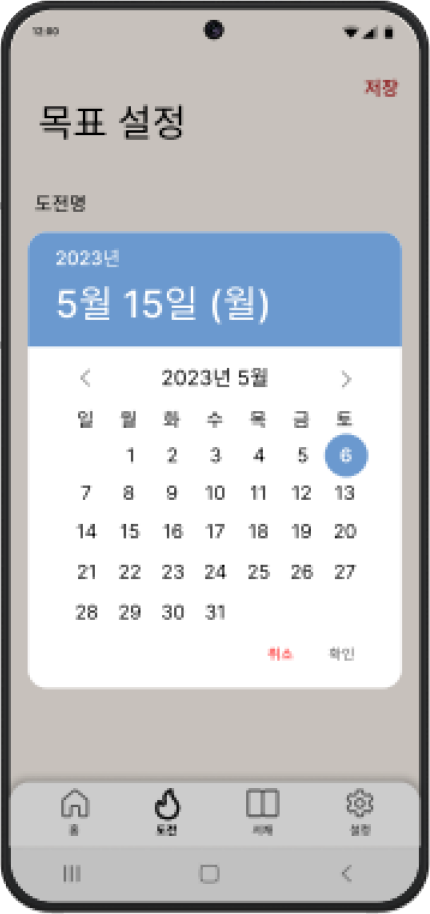 12:00
저장
목표 설정
도전명
2023년
5월 15일 (월)
2023년 5월
일 월 화 수 목 금 토
1 2 3 4 5 6
7 8 9 10 11 12 13
14 15 16 17 18 19 20
21 22 23 24 25 26 27
28 29 30 31
취소 확인
홈 도전 서재 설정